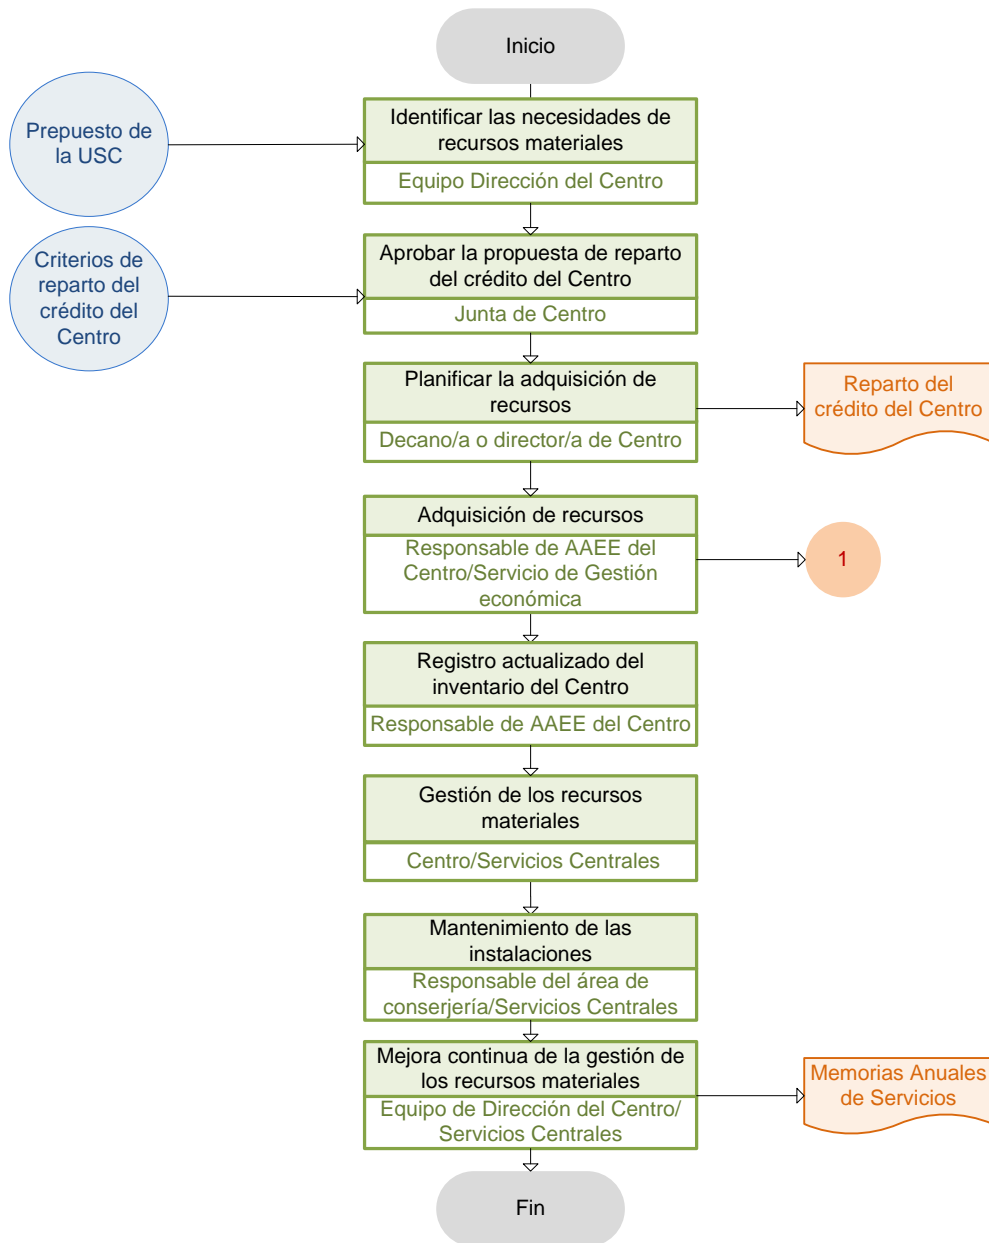 Inicio
Prepuesto de
la USC
Identificar las necesidades de
recursos materiales
Equipo Dirección del Centro
Criterios de
reparto del
crédito del
Centro
Aprobar la propuesta de reparto
del crédito del Centro
Junta de Centro
Planificar la adquisición de
recursos
Decano/a o director/a de Centro
Reparto del
crédito del Centro
Adquisición de recursos
Responsable de AAEE del
Centro/Servicio de Gestión
económica
1
Registro actualizado del
inventario del Centro
Responsable de AAEE del Centro
Gestión de los recursos
materiales
Centro/Servicios Centrales
Mantenimiento de las
instalaciones
Responsable del área de
conserjería/Servicios Centrales
Mejora continua de la gestión de
los recursos materiales
Equipo de Dirección del Centro/
Servicios Centrales
Memorias Anuales
de Servicios
Fin